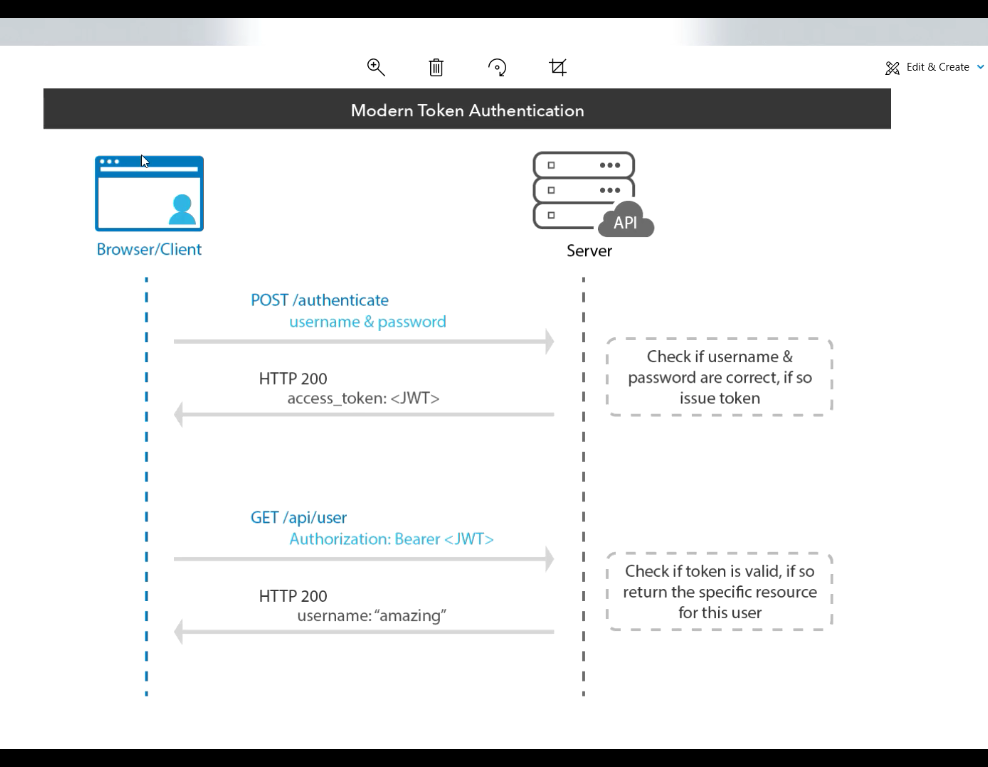 Edit & Create
Modern Token Authentication
API
Browser/Client
Server
POST /authenticate
username & password
Check if username &
password are correct, if so
issue token
HTTP 200
access_token: <JWT>
GET /api/user
Authorization: Bearer <JWT>
Check if token is valid, if so
return the specific resource
for this user
HTTP 200
username: “amazing”